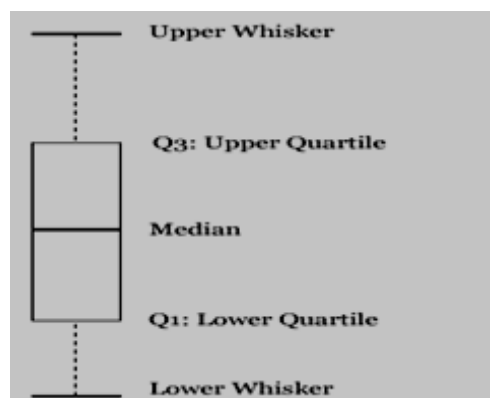 Upper Whisker
Q3: Upper Quartile
Median
Q1: Lower Quartile
Lower Whisker